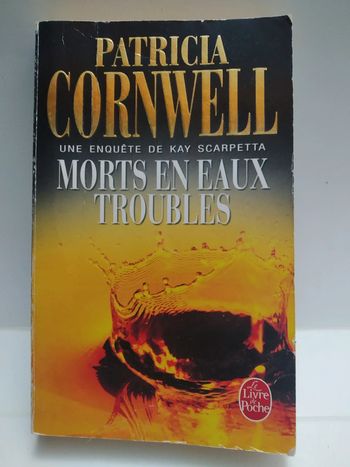 PATRICIA
CORNWELL
UNE ENQUÊTE DE KAY SCARPETTA
MORTS EN EAUX
TROUBLES
Le
Livre
de
Poche